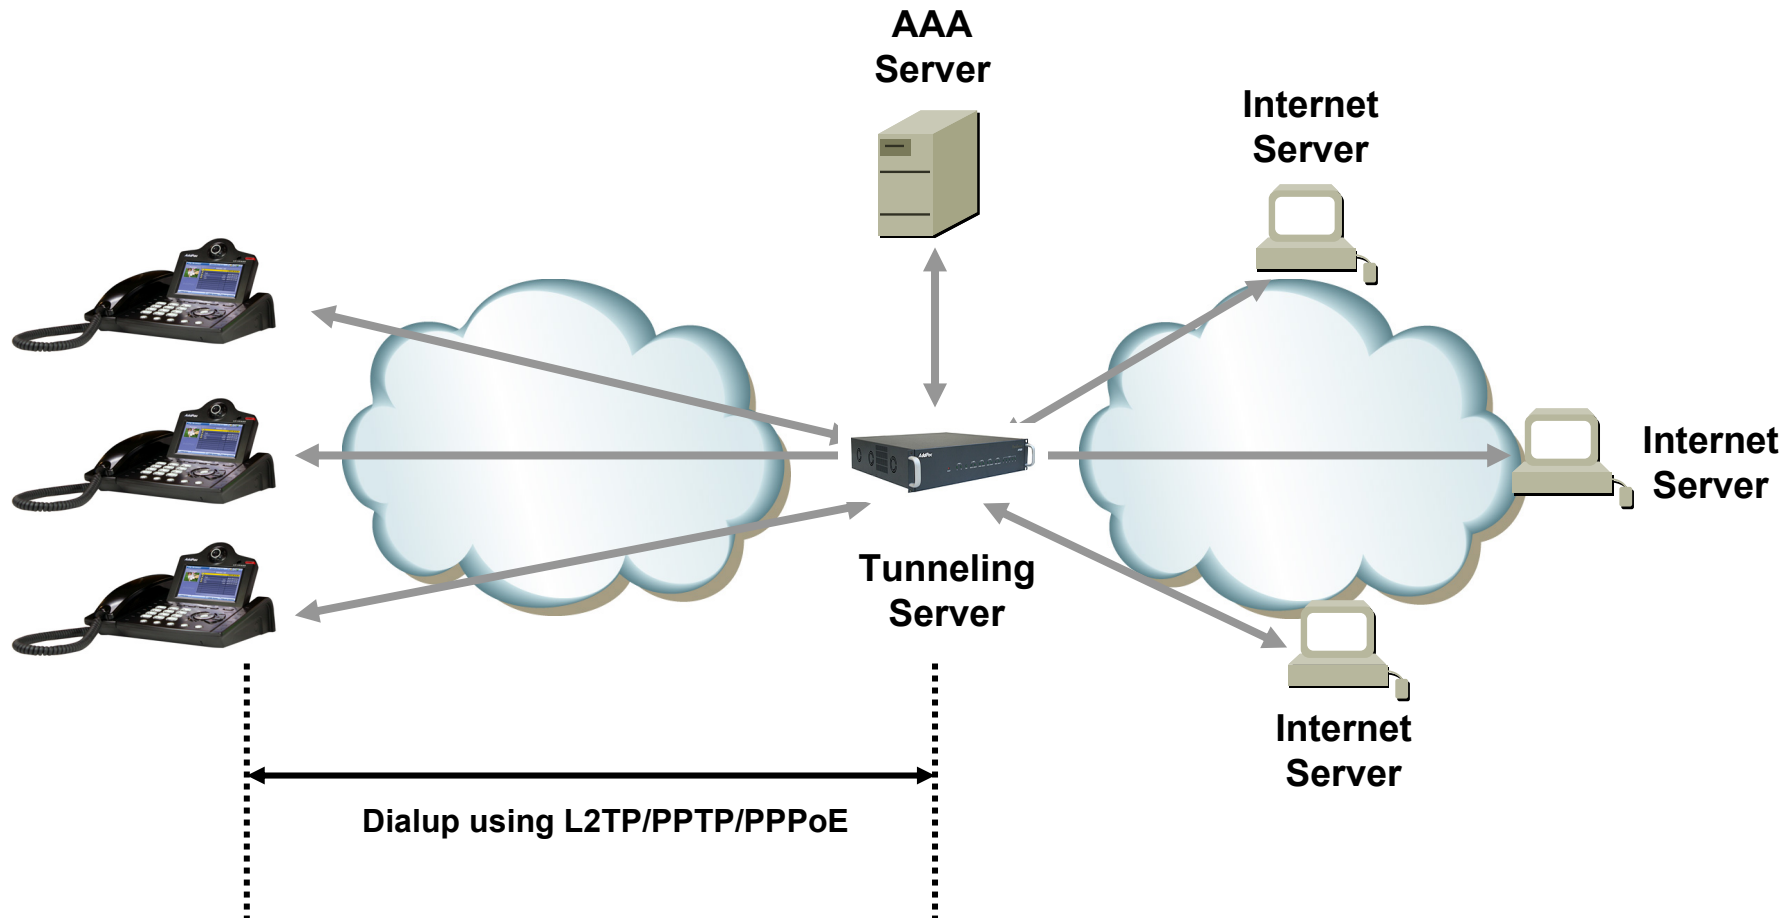 AAA
Server
Internet
Server
Internet
Server
Tunneling
Server
Internet
Server
Dialup using L2TP/PPTP/PPPoE